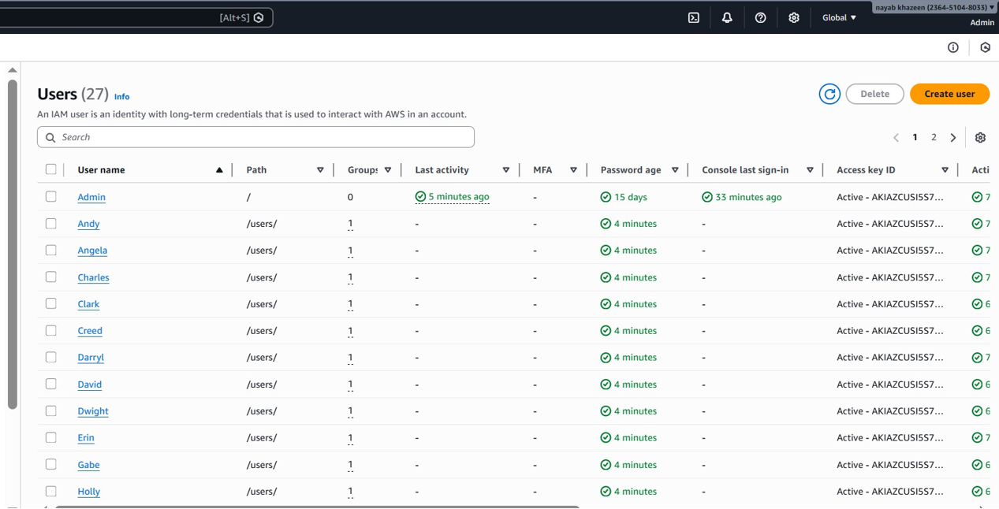 [Alt+S]
Global
nayab khazeen (2364-5104-8033)
Admin
Users (27) Info
Delete
Create user
An IAM user is an identity with long-term credentials that is used to interact with AWS in an account.
Search
1 2
User name Path Groups Last activity MFA Password age Console last sign-in Access key ID Acti
Admin / 0 5 minutes ago - 15 days 33 minutes ago Active - AKIAZCUSI5S7... 7
Andy /users/ 1 - - 4 minutes - Active - AKIAZCUSI5S7... 7
Angela /users/ 1 - - 4 minutes - Active - AKIAZCUSI5S7... 7
Charles /users/ 1 - - 4 minutes - Active - AKIAZCUSI5S7... 7
Clark /users/ 1 - - 4 minutes - Active - AKIAZCUSI5S7... 6
Creed /users/ 1 - - 4 minutes - Active - AKIAZCUSI5S7... 6
Darryl /users/ 1 - - 4 minutes - Active - AKIAZCUSI5S7... 7
David /users/ 1 - - 4 minutes - Active - AKIAZCUSI5S7... 6
Dwight /users/ 1 - - 4 minutes - Active - AKIAZCUSI5S7... 6
Erin /users/ 1 - - 4 minutes - Active - AKIAZCUSI5S7... 7
Gabe /users/ 1 - - 4 minutes - Active - AKIAZCUSI5S7... 6
Holly /users/ 1 - - 4 minutes - Active - AKIAZCUSI5S7... 6